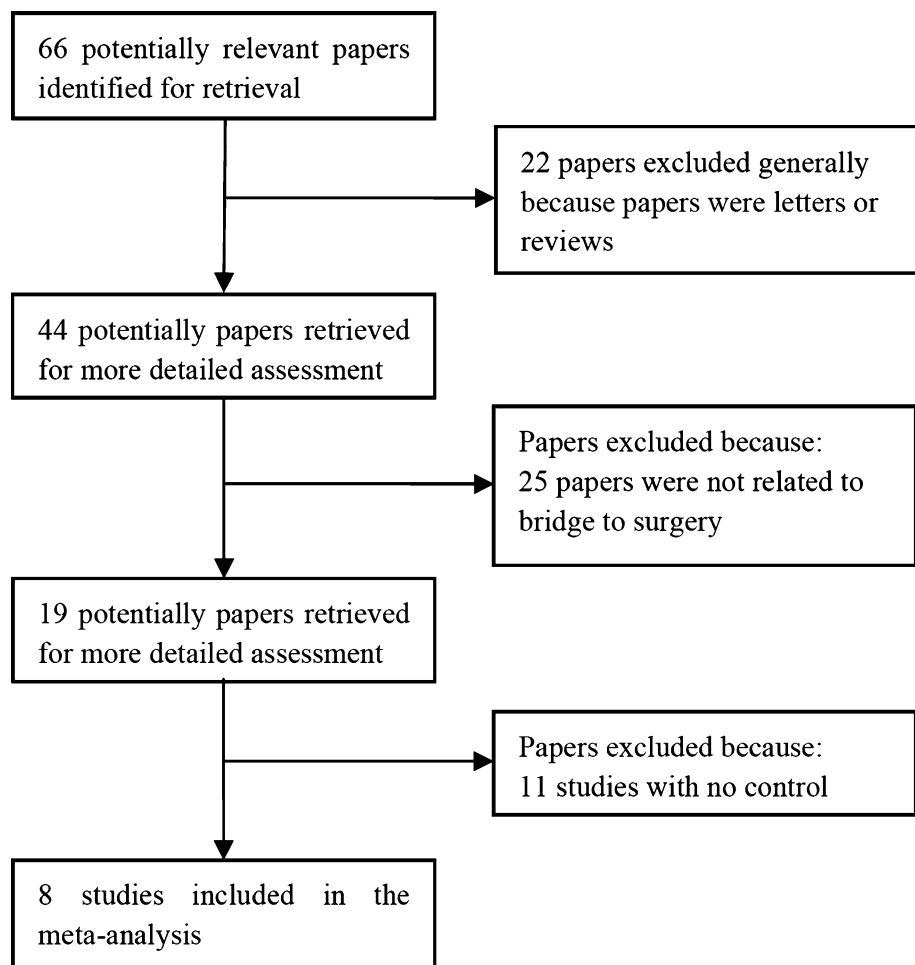 66 potentially relevant papers
identified for retrieval
22 papers excluded generally
because papers were letters or
reviews
44 potentially papers retrieved
for more detailed assessment
Papers excluded because:
25 papers were not related to
bridge to surgery
19 potentially papers retrieved
for more detailed assessment
Papers excluded because:
11 studies with no control
8 studies included in the
meta-analysis